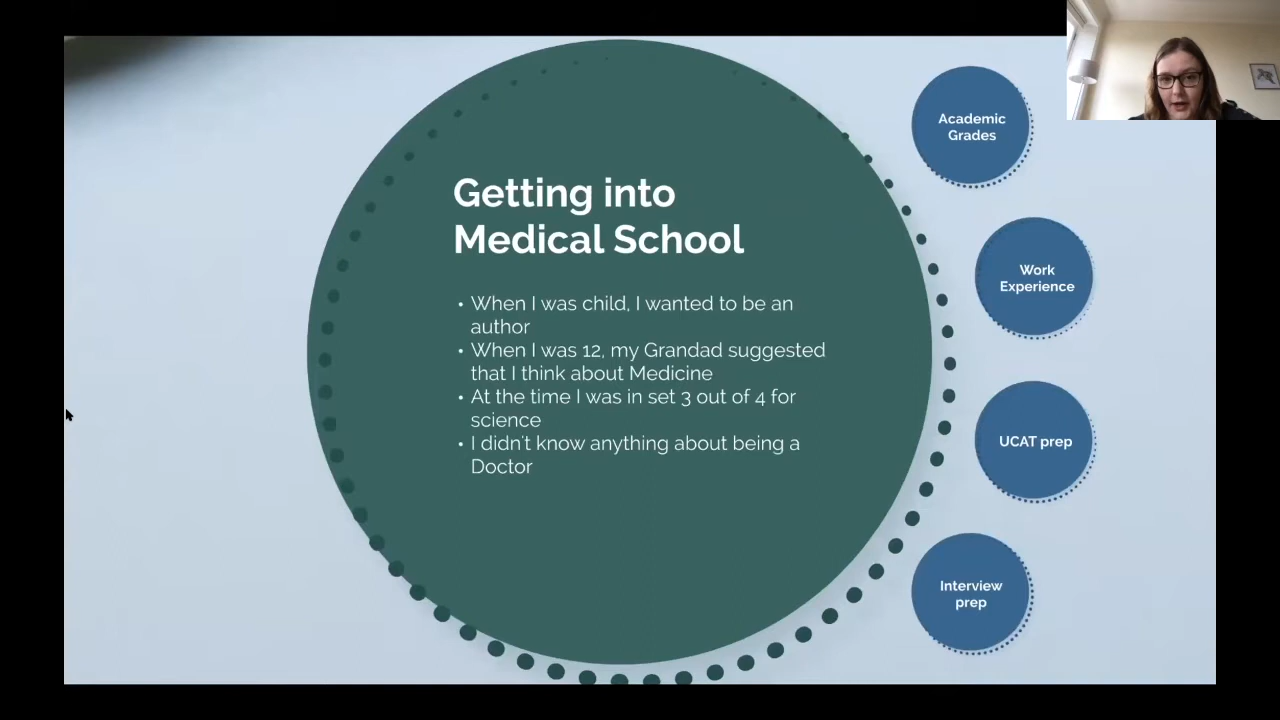 Getting into
Medical School
• When I was child, I wanted to be an
author
• When I was 12, my Grandad suggested
that I think about Medicine
• At the time I was in set 3 out of 4 for
science
• I didn't know anything about being a
Doctor
Academic
Grades
Work
Experience
UCAT prep
Interview
prep